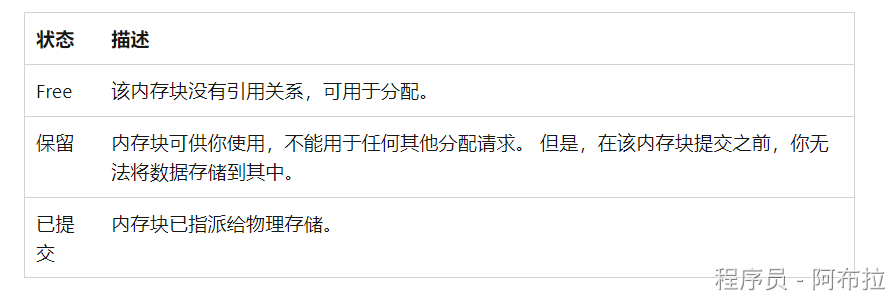 状态 描述
Free 该内存块没有引用关系，可用于分配。
保留 内存块可供你使用，不能用于任何其他分配请求。 但是，在该内存块提交之前，你无
法将数据存储到其中。
已提 内存块已指派给物理存储。
交
程序员 - 阿布拉